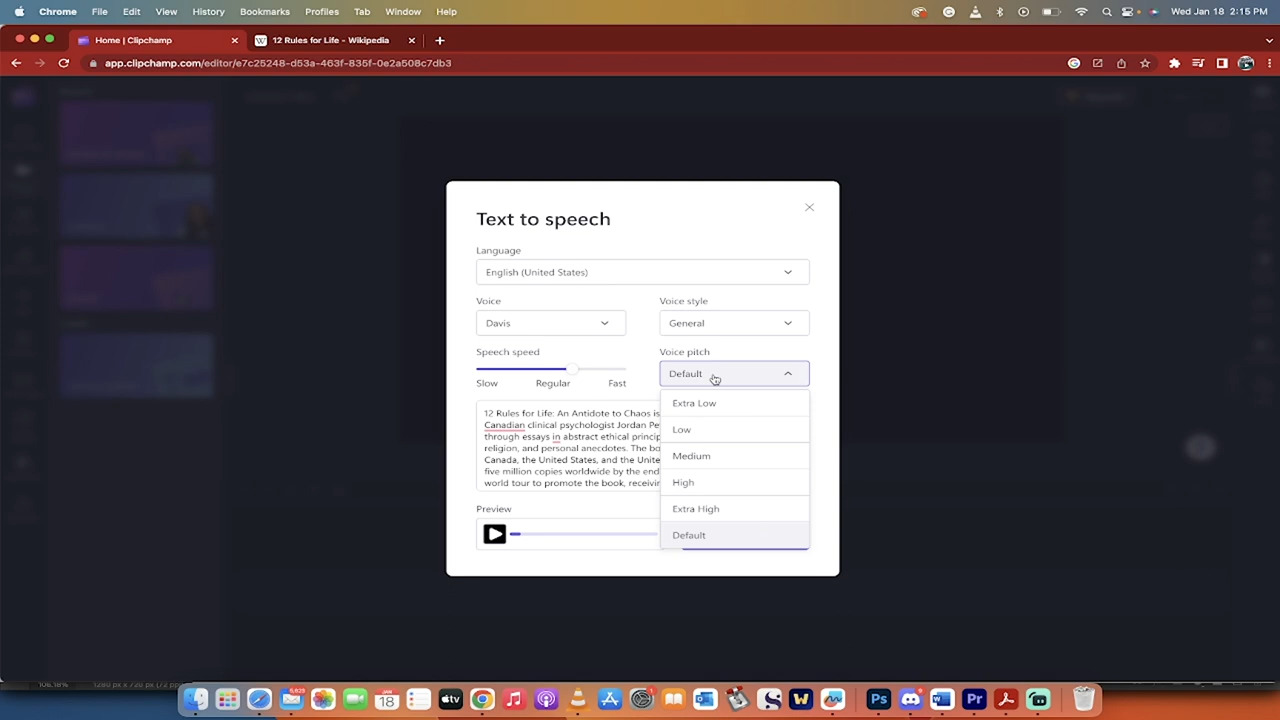 Chrome File Edit View History Bookmarks Profiles Tab Window Help Wed Jan 18 2:15 PM
Home | Clipchamp 12 Rules for Life - Wikipedia
app.clipchamp.com/editor/e7c25248-d53a-463f-835f-0e2a508c7db3
Text to speech
Language
English (United States)
Voice Voice style
Davis General
Speech speed Voice pitch
Default
Slow Regular Fast
Extra Low
Low
Medium
High
Extra High
Default
12 Rules for Life: An Antidote to Chaos is
Canadian clinical psychologist Jordan Pe
through essays in abstract ethical princip
religion, and personal anecdotes. The bo
Canada, the United States, and the Unite
five million copies worldwide by the end
world tour to promote the book, receivin
Preview
JAN
18